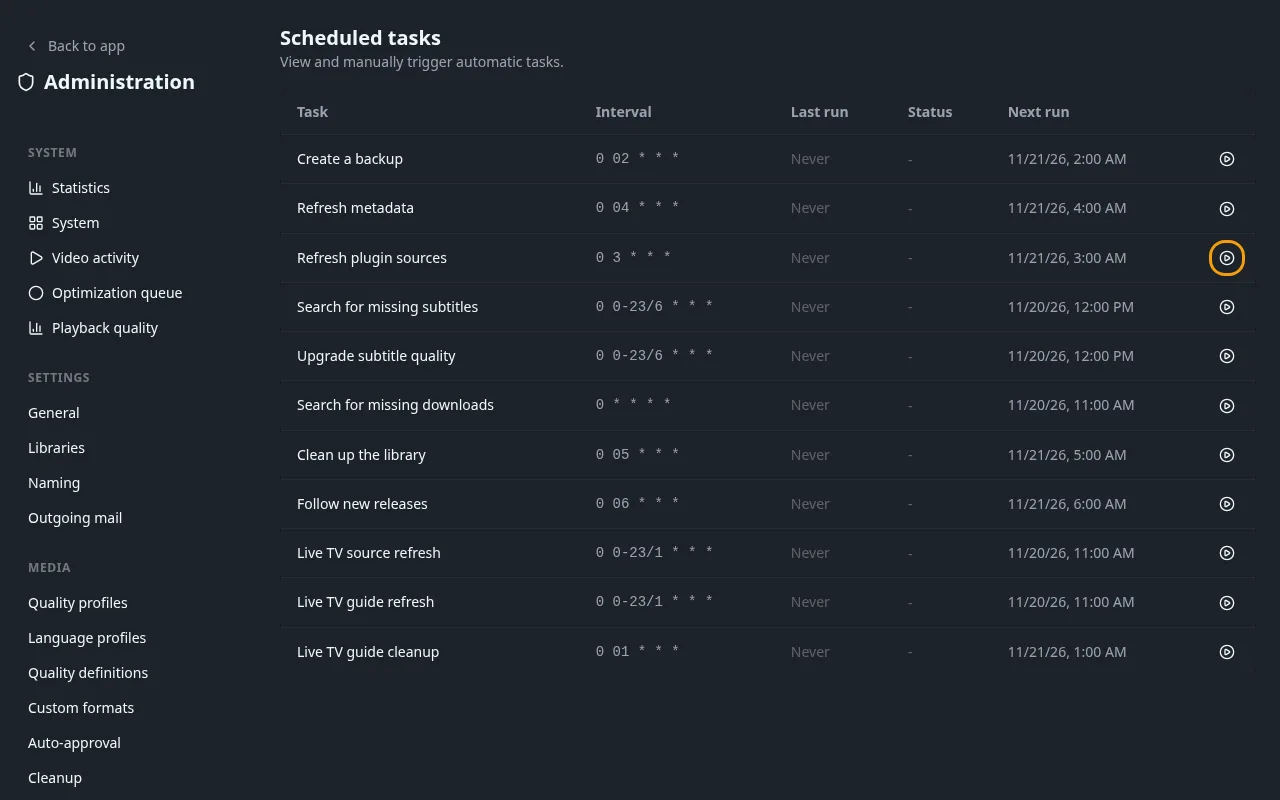 Back to app
Administration
SYSTEM
Statistics
System
Video activity
Optimization queue
Playback quality
SETTINGS
General
Libraries
Naming
Outgoing mail
MEDIA
Quality profiles
Language profiles
Quality definitions
Custom formats
Auto-approval
Cleanup
Scheduled tasks
View and manually trigger automatic tasks.
Task Interval Last run Status Next run
Create a backup 0 02 * * * Never - 11/21/26, 2:00 AM
Refresh metadata 0 04 * * * Never - 11/21/26, 4:00 AM
Refresh plugin sources 0 3 * * * Never - 11/21/26, 3:00 AM
Search for missing subtitles 0 0-23/6 * * * Never - 11/20/26, 12:00 PM
Upgrade subtitle quality 0 0-23/6 * * * Never - 11/20/26, 12:00 PM
Search for missing downloads 0 * * * * Never - 11/20/26, 11:00 AM
Clean up the library 0 05 * * * Never - 11/21/26, 5:00 AM
Follow new releases 0 06 * * * Never - 11/21/26, 6:00 AM
Live TV source refresh 0 0-23/1 * * * Never - 11/20/26, 11:00 AM
Live TV guide refresh 0 0-23/1 * * * Never - 11/20/26, 11:00 AM
Live TV guide cleanup 0 01 * * * Never - 11/21/26, 1:00 AM